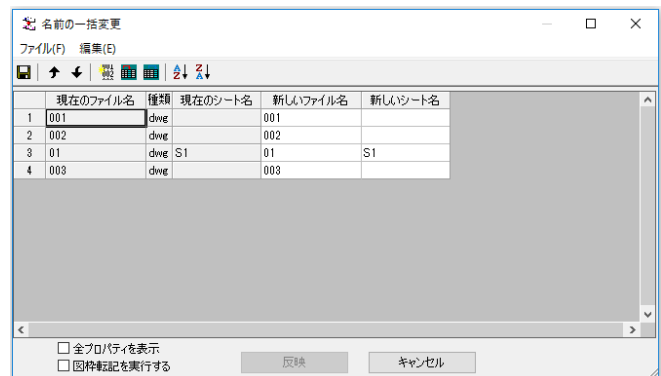 名前の一括変更
ファイル(F) 編集(E)
現在のファイル名 種類 現在のシート名 新しいファイル名 新しいシート名
1 001 dwg 001
2 002 dwg 002
3 01 dwg S1 01 S1
4 003 dwg 003
全プロパティを表示
図枠転記を実行する
反映 キャンセル